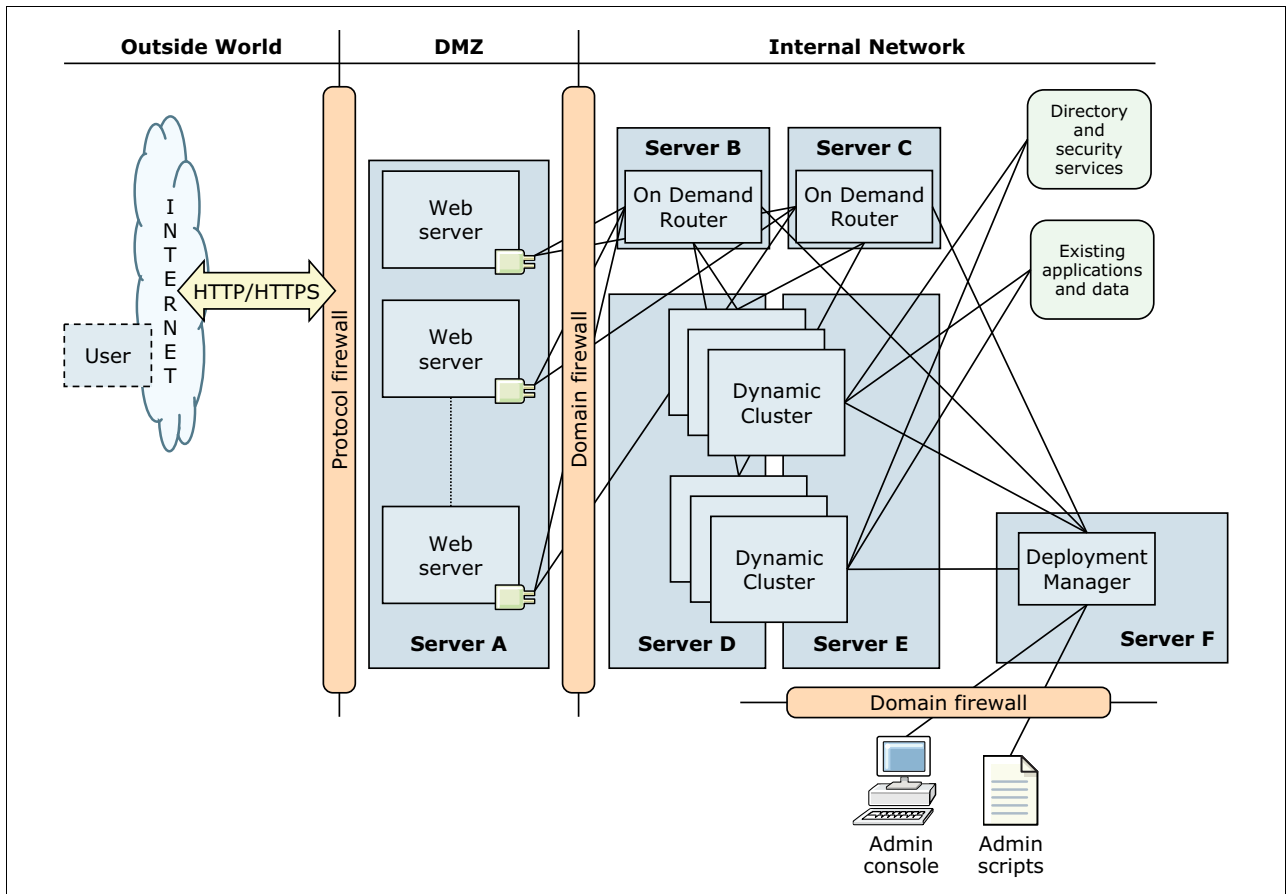 Outside World
DMZ
Internal Network
Protocol firewall
Domain firewall
INTERNET
HTTP/HTTPS
User
Web
server
Web
server
Web
server
Server A
Server B
On Demand
Router
Server C
On Demand
Router
Directory
and
security
services
Existing
applications
and data
Dynamic
Cluster
Dynamic
Cluster
Server D
Server E
Deployment
Manager
Server F
Domain firewall
Admin
console
Admin
scripts